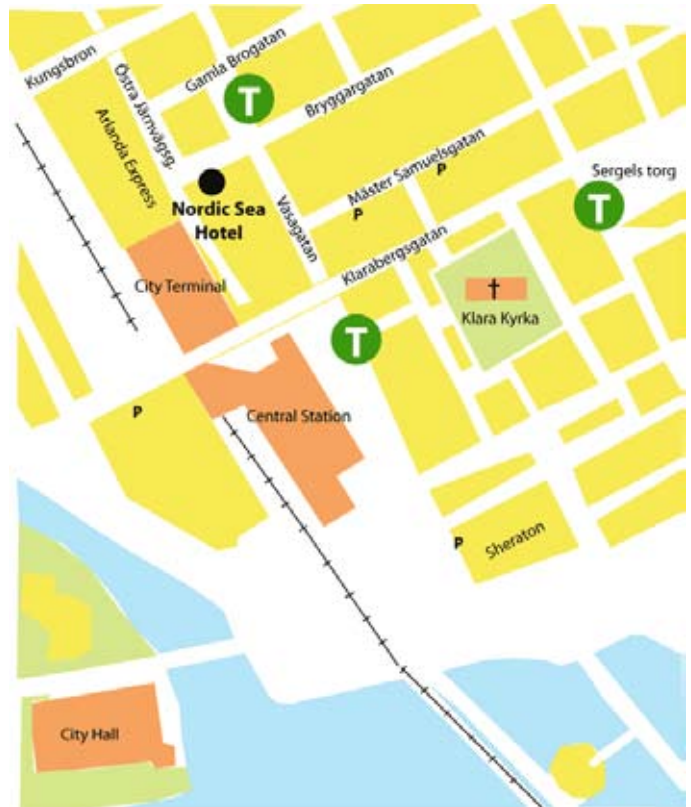 Kungsbron
Östra Järnvägsg.
Gamla Brogatan
T
Bryggargatan
Arlanda Express
Mäster Samuelsgatan
P
P
Sergels torg
T
Nordic Sea
Hotel
Vasagatan
Klarabergsgatan
City Terminal
Klara Kyrka
T
P
Central Station
P
Sheraton
City Hall